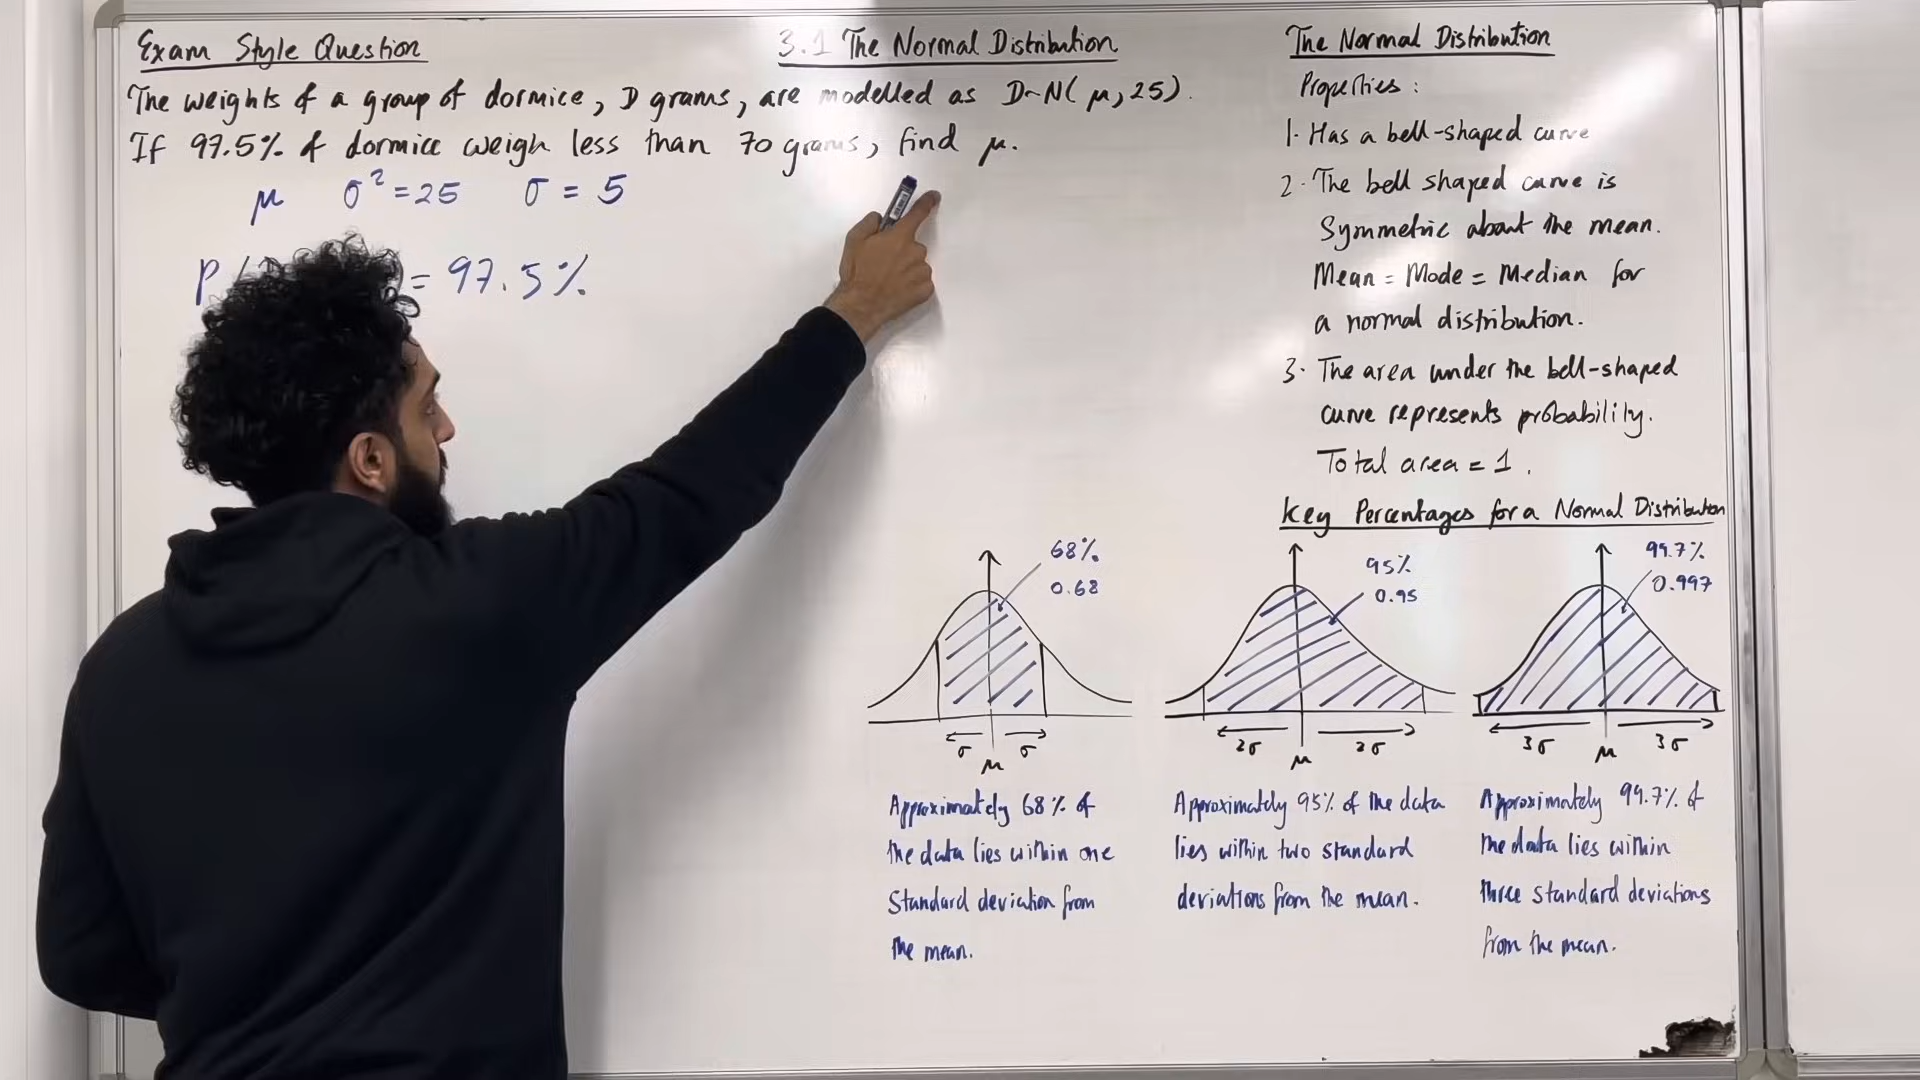 Exam Style Question
3.1 The Normal Distribution
The weights of a group of dormice, D grams, are modelled as D~N(μ, 25).
If 97.5% of dormice weigh less than 70 grams, find μ.
μ σ² = 25 σ = 5
P( ) = 97.5%
The Normal Distribution
Properties:
1. Has a bell-shaped curve
2. The bell shaped curve is
Symmetric about the mean.
Mean = Mode = Median for
a normal distribution.
3. The area under the bell-shaped
curve represents probability.
Total area = 1.
Key Percentages for a Normal Distribution
68%
0.68
σ σ
μ
Approximately 68% of
the data lies within one
Standard deviation from
the mean.
95%
0.95
2σ 2σ
μ
Approximately 95% of the data
lies within two standard
deviations from the mean.
99.7%
0.997
3σ 3σ
μ
Approximately 99.7% of
the data lies within
three standard deviations
from the mean.